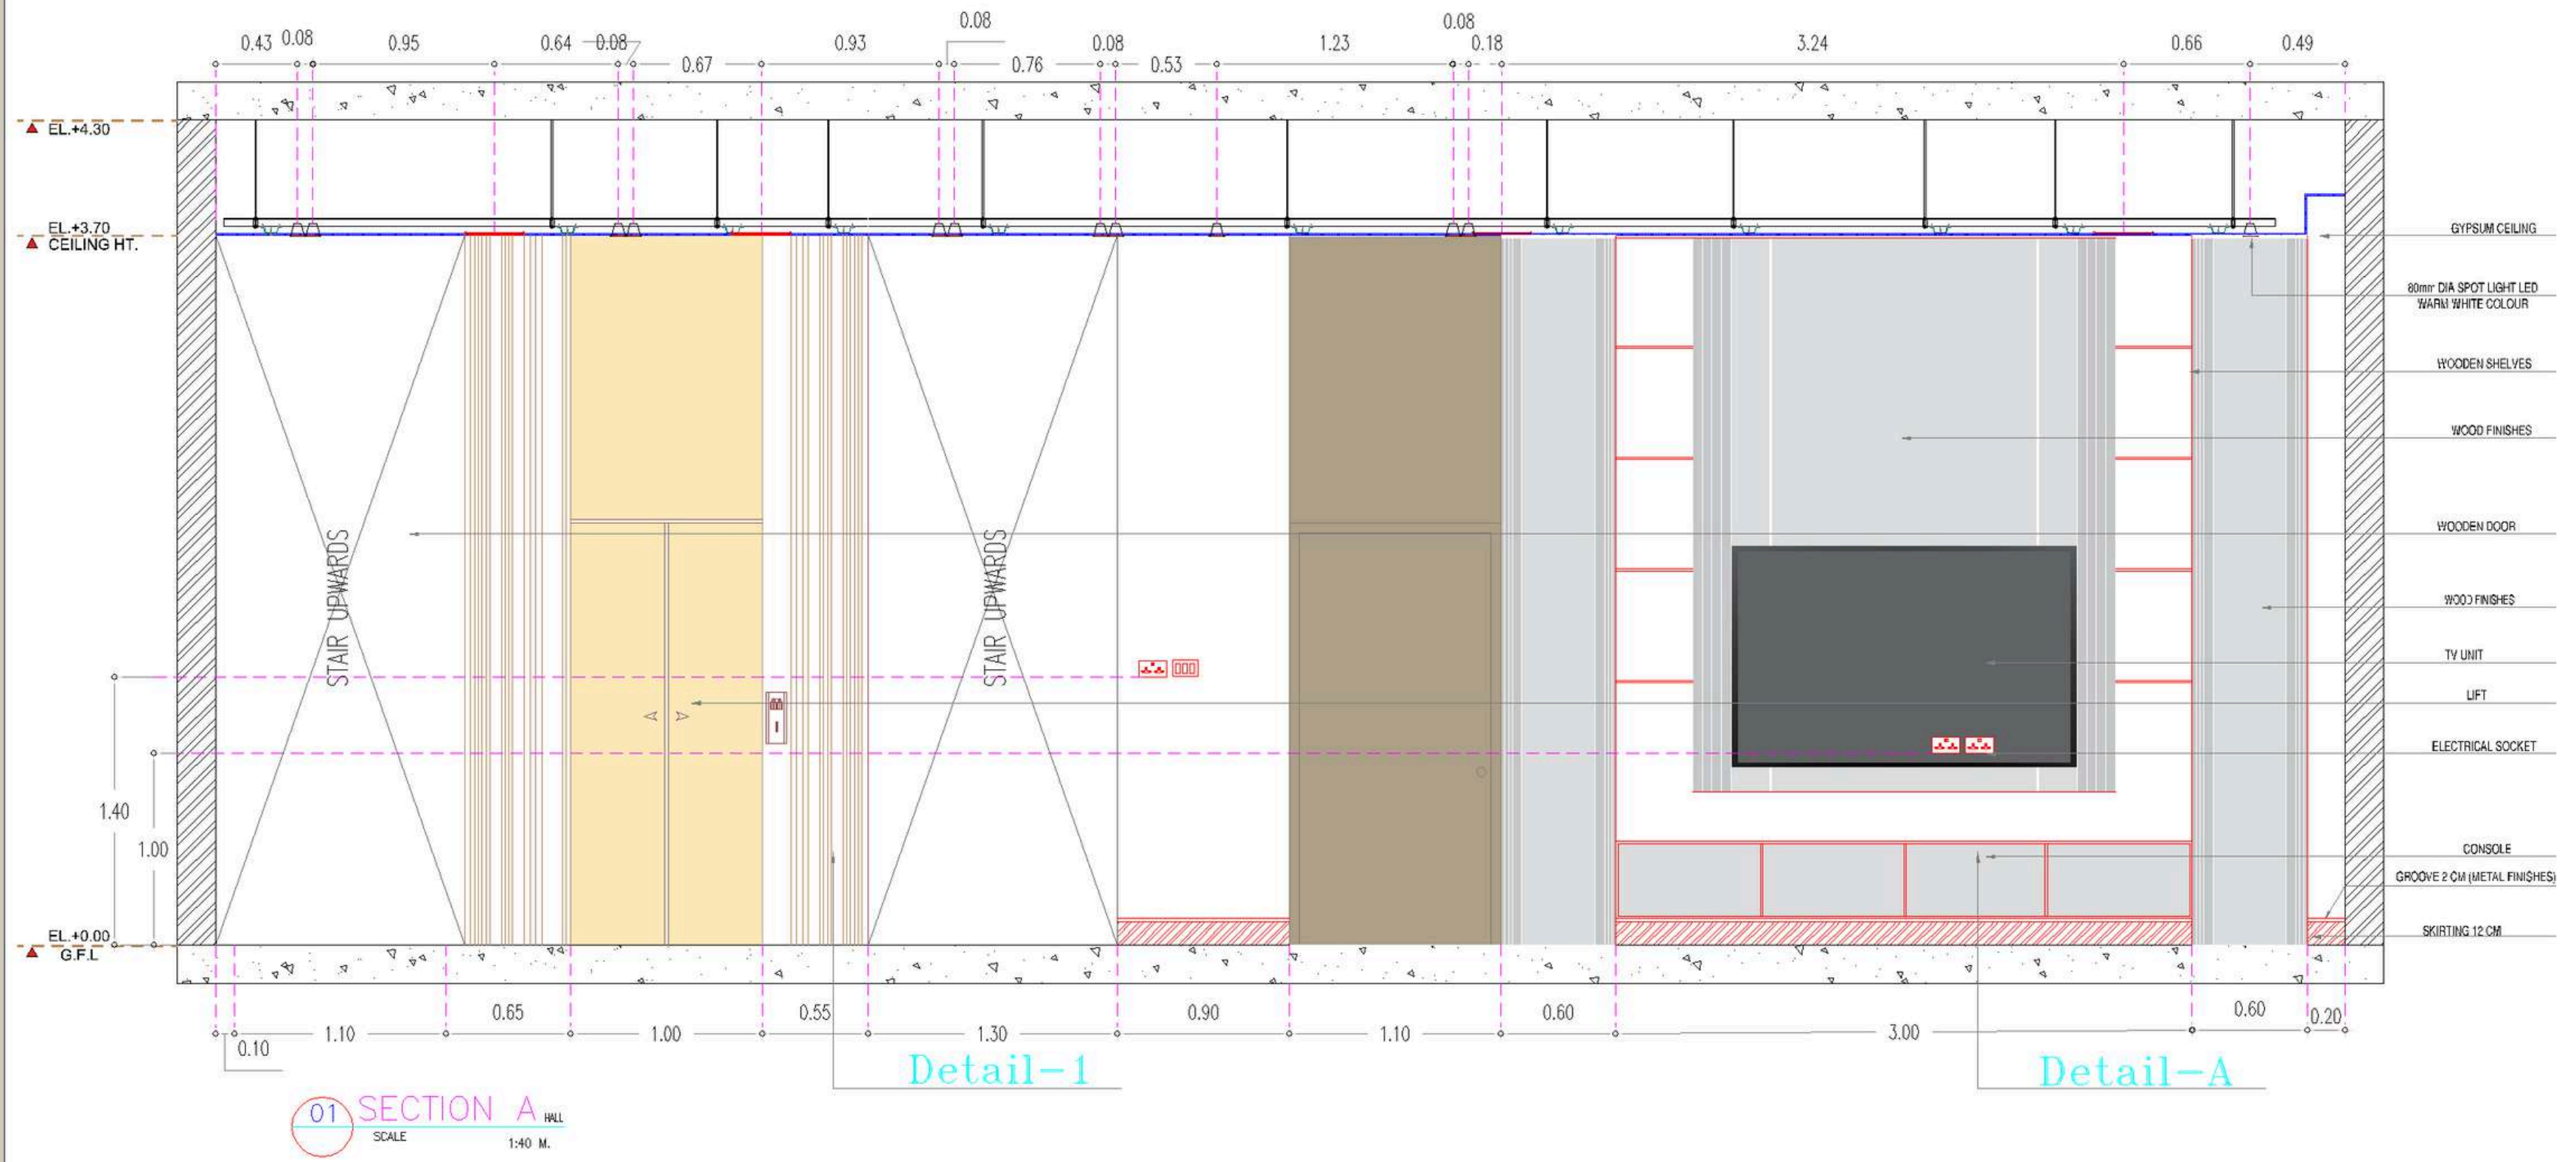 0.08
0.08
0.43
0.08
0.95
0.64
0.08
0.93
0.08
1.23
0.18
3.24
0.66
0.49
0.67
0.76
0.53
EL.+4.30
EL.+3.70
CEILING HT.
GYPSUM CEILING
80mm DIA SPOT LIGHT LED
WARM WHITE COLOUR
WOODEN SHELVES
WOOD FINISHES
WOODEN DOOR
STAIR UPWARDS
STAIR UPWARDS
WOOD FINISHES
TV UNIT
LIFT
ELECTRICAL SOCKET
1.40
1.00
CONSOLE
GROOVE 2 CM (METAL FINISHES)
SKIRTING 12 CM
EL.+0.00
G.F.L
0.65
0.55
0.90
0.60
0.60
0.20
0.10
1.10
1.00
1.30
1.10
3.00
Detail-1
Detail-A
01
SECTION A HALL
SCALE
1:40 M.